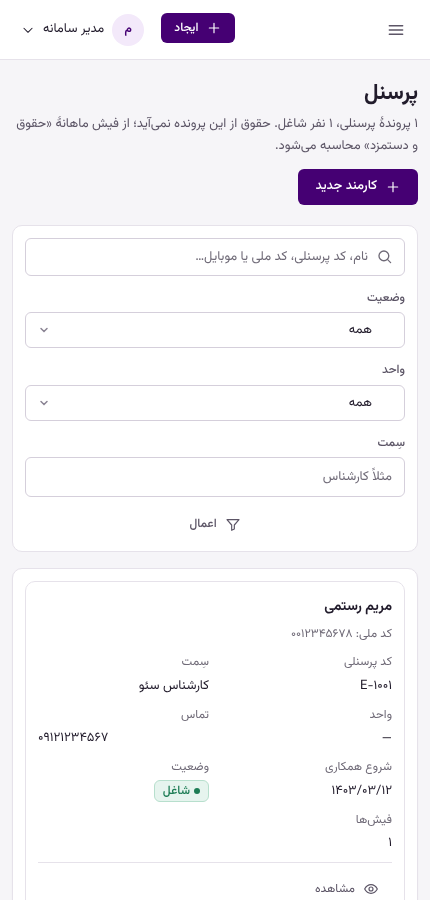 ایجاد
م
مدیر سامانه
پرسنل
۱ پروندهٔ پرسنلی، ۱ نفر شاغل. حقوق از این پرونده نمی‌آید؛ از فیش ماهانهٔ «حقوق
و دستمزد» محاسبه می‌شود.
کارمند جدید
نام، کد پرسنلی، کد ملی یا موبایل...
وضعیت
همه
واحد
همه
سِمت
مثلاً کارشناس
اعمال
مریم رستمی
کد ملی: ۰۰۱۲۳۴۵۶۷۸
کد پرسنلی
سِمت
E-۱۰۰۱
کارشناس سئو
واحد
تماس
—
۰۹۱۲۱۲۳۴۵۶۷
شروع همکاری
وضعیت
۱۴۰۳/۰۳/۱۲
شاغل
فیش‌ها
۱
مشاهده